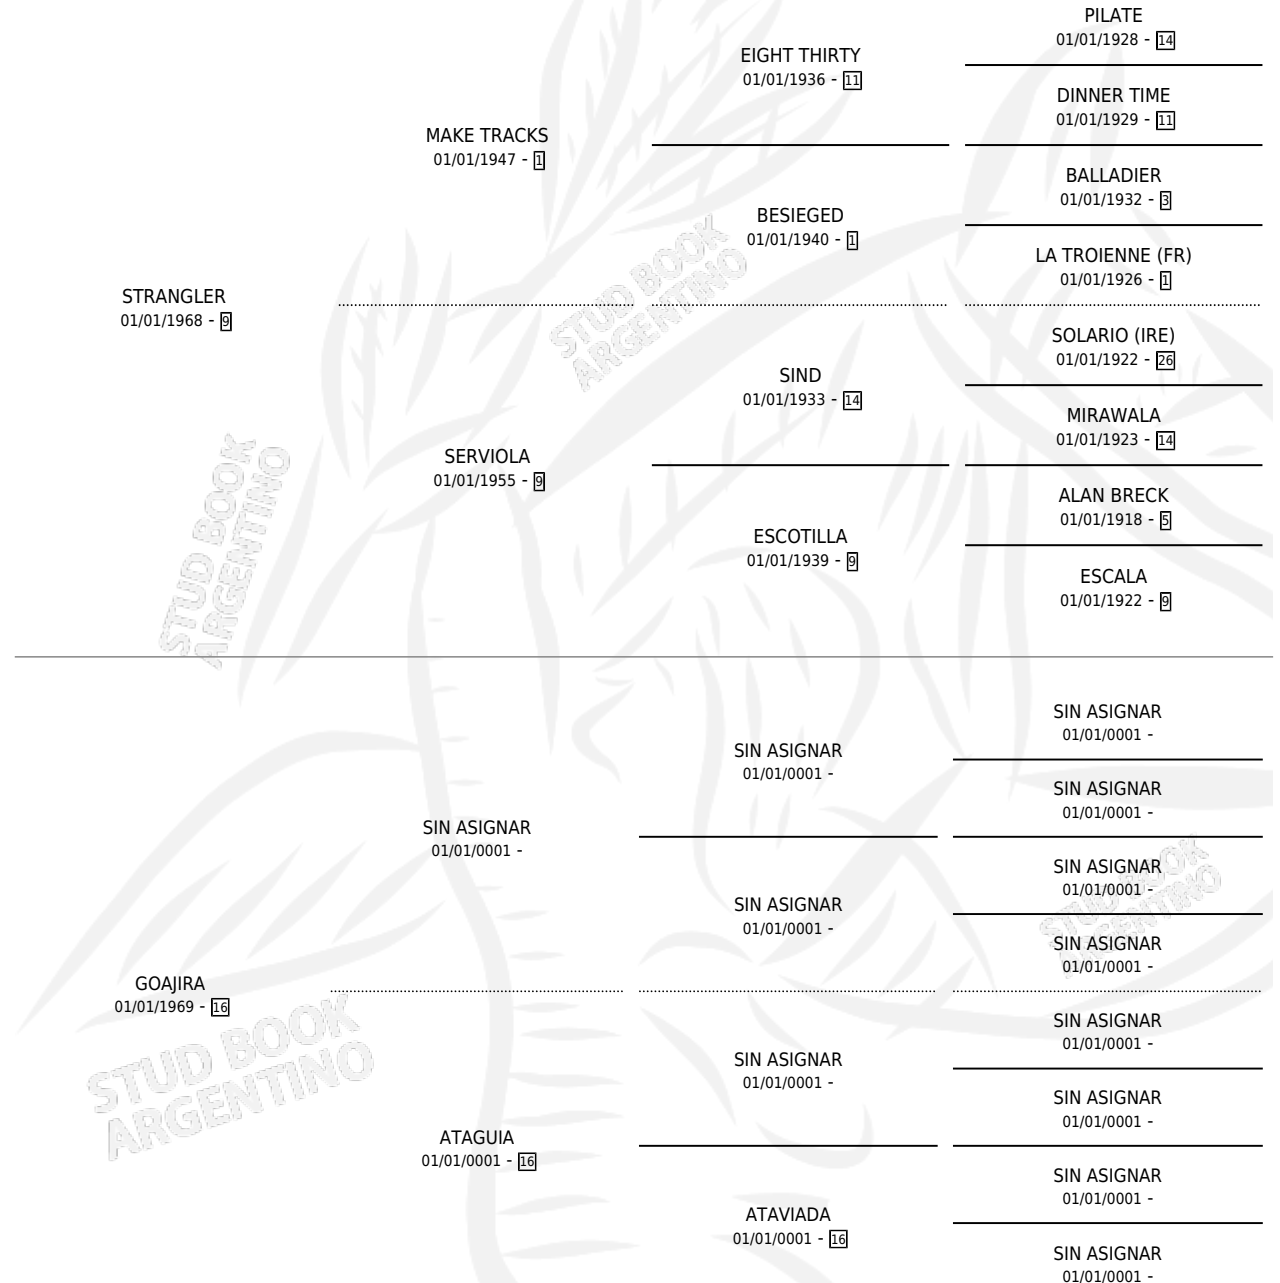 PILATE
01/01/1928 - 14
EIGHT THIRTY
01/01/1936 - 11
DINNER TIME
01/01/1929 - 11
MAKE TRACKS
01/01/1947 - 1
BALLADIER
01/01/1932 - 3
BESIEGED
01/01/1940 - 1
LA TROIENNE (FR)
01/01/1926 - 1
STRANGLER
01/01/1968 - 9
SOLARIO (IRE)
01/01/1922 - 26
SIND
01/01/1933 - 14
MIRAWALA
01/01/1923 - 14
SERVIOLA
01/01/1955 - 9
ALAN BRECK
01/01/1918 - 5
ESCOTILLA
01/01/1939 - 9
ESCALA
01/01/1922 - 9
STUD BOOK
ARGENTINO
STUD BOOK
ARGENTINO
SIN ASIGNAR
01/01/0001 -
SIN ASIGNAR
01/01/0001 -
SIN ASIGNAR
01/01/0001 -
SIN ASIGNAR
01/01/0001 -
SIN ASIGNAR
01/01/0001 -
SIN ASIGNAR
01/01/0001 -
SIN ASIGNAR
01/01/0001 -
GOAJIRA
01/01/1969 - 16
SIN ASIGNAR
01/01/0001 -
SIN ASIGNAR
01/01/0001 -
SIN ASIGNAR
01/01/0001 -
ATAGUIA
01/01/0001 - 16
SIN ASIGNAR
01/01/0001 -
ATAVIADA
01/01/0001 - 16
SIN ASIGNAR
01/01/0001 -
STUD BOOK
ARGENTINO
STUD BOOK
ARGENTINO